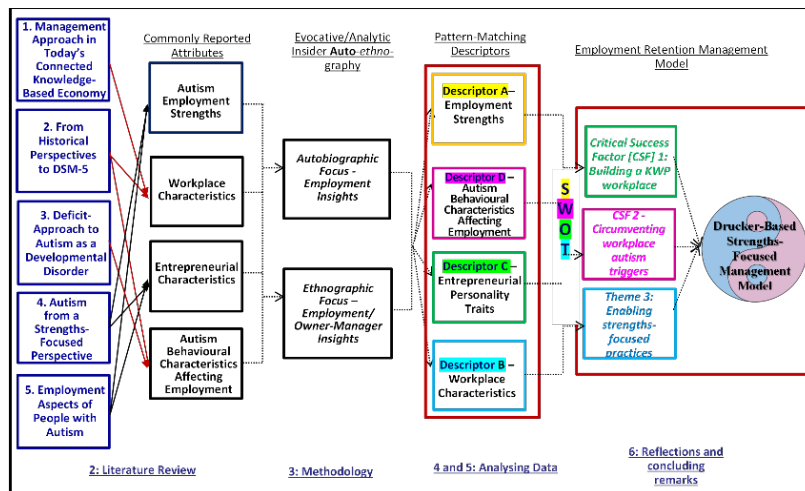 1. Management
Approach in
Today's
Connected
Knowledge-
Based Economy
2. From
Historical
Perspectives
to DSM-5
3. Deficit-
Approach to
Autism as a
Developmental
Disorder
4. Autism
from a
Strengths-
Focused
Perspective
5. Employment
Aspects of
People with
Autism
Commonly Reported
Attributes
Autism
Employment
Strengths
Workplace
Characteristics
Entrepreneurial
Characteristics
Autism
Behavioural
Characteristics
Affecting
Employment
Evocative/Analytic
Insider Auto-ethno-
graphy
Autobiographic
Focus -
Employment
Insights
Ethnographic
Focus –
Employment/
Owner-Manager
Insights
Pattern-Matching
Descriptors
Descriptor A–
Employment
Strengths
Descriptor D –
Autism
Behavioural
Characteristics
Affecting
Employment
Descriptor C –
Entrepreneurial
Personality
Traits
Descriptor B –
Workplace
Characteristics
S
W
O
T
Employment Retention Management
Model
Critical Success
Factor [CSF] 1:
Building a KWP
workplace
CSF 2 -
Circumventing
workplace
autism
triggers
Theme 3:
Enabling
strengths-
focused
practices
Drucker-Based
Strengths-
Focused
Management
Model
2: Literature Review
3: Methodology
4 and 5: Analysing Data
6: Reflections and
concluding
remarks